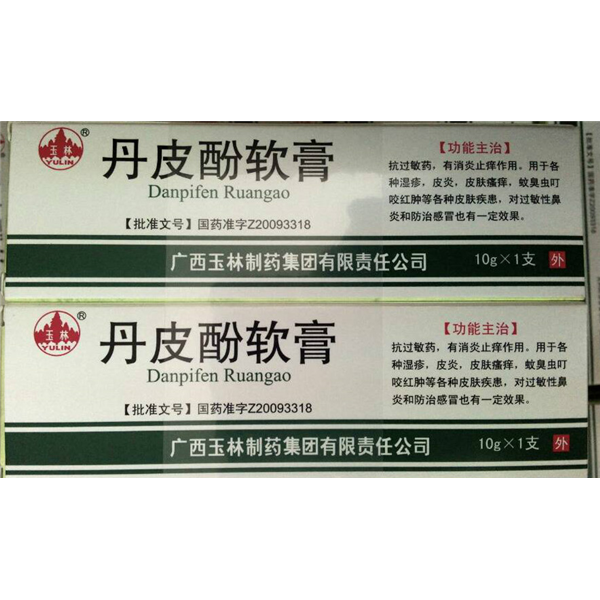 玉林
YULIN
®
丹皮酚软膏
Danpifen Ruangao
【批准文号】国药准字Z20093318
【功能主治】
抗过敏药，有消炎止痒作用。用于各
种湿疹，皮炎，皮肤瘙痒，蚊臭虫叮
咬红肿等各种皮肤疾患，对过敏性鼻
炎和防治感冒也有一定效果。
广西玉林制药集团有限责任公司
10g×1支
外
玉林
YULIN
®
丹皮酚软膏
Danpifen Ruangao
【批准文号】国药准字Z20093318
【功能主治】
抗过敏药，有消炎止痒作用。用于各
种湿疹，皮炎，皮肤瘙痒，蚊臭虫叮
咬红肿等各种皮肤疾患，对过敏性鼻
炎和防治感冒也有一定效果。
广西玉林制药集团有限责任公司
10g×1支
外